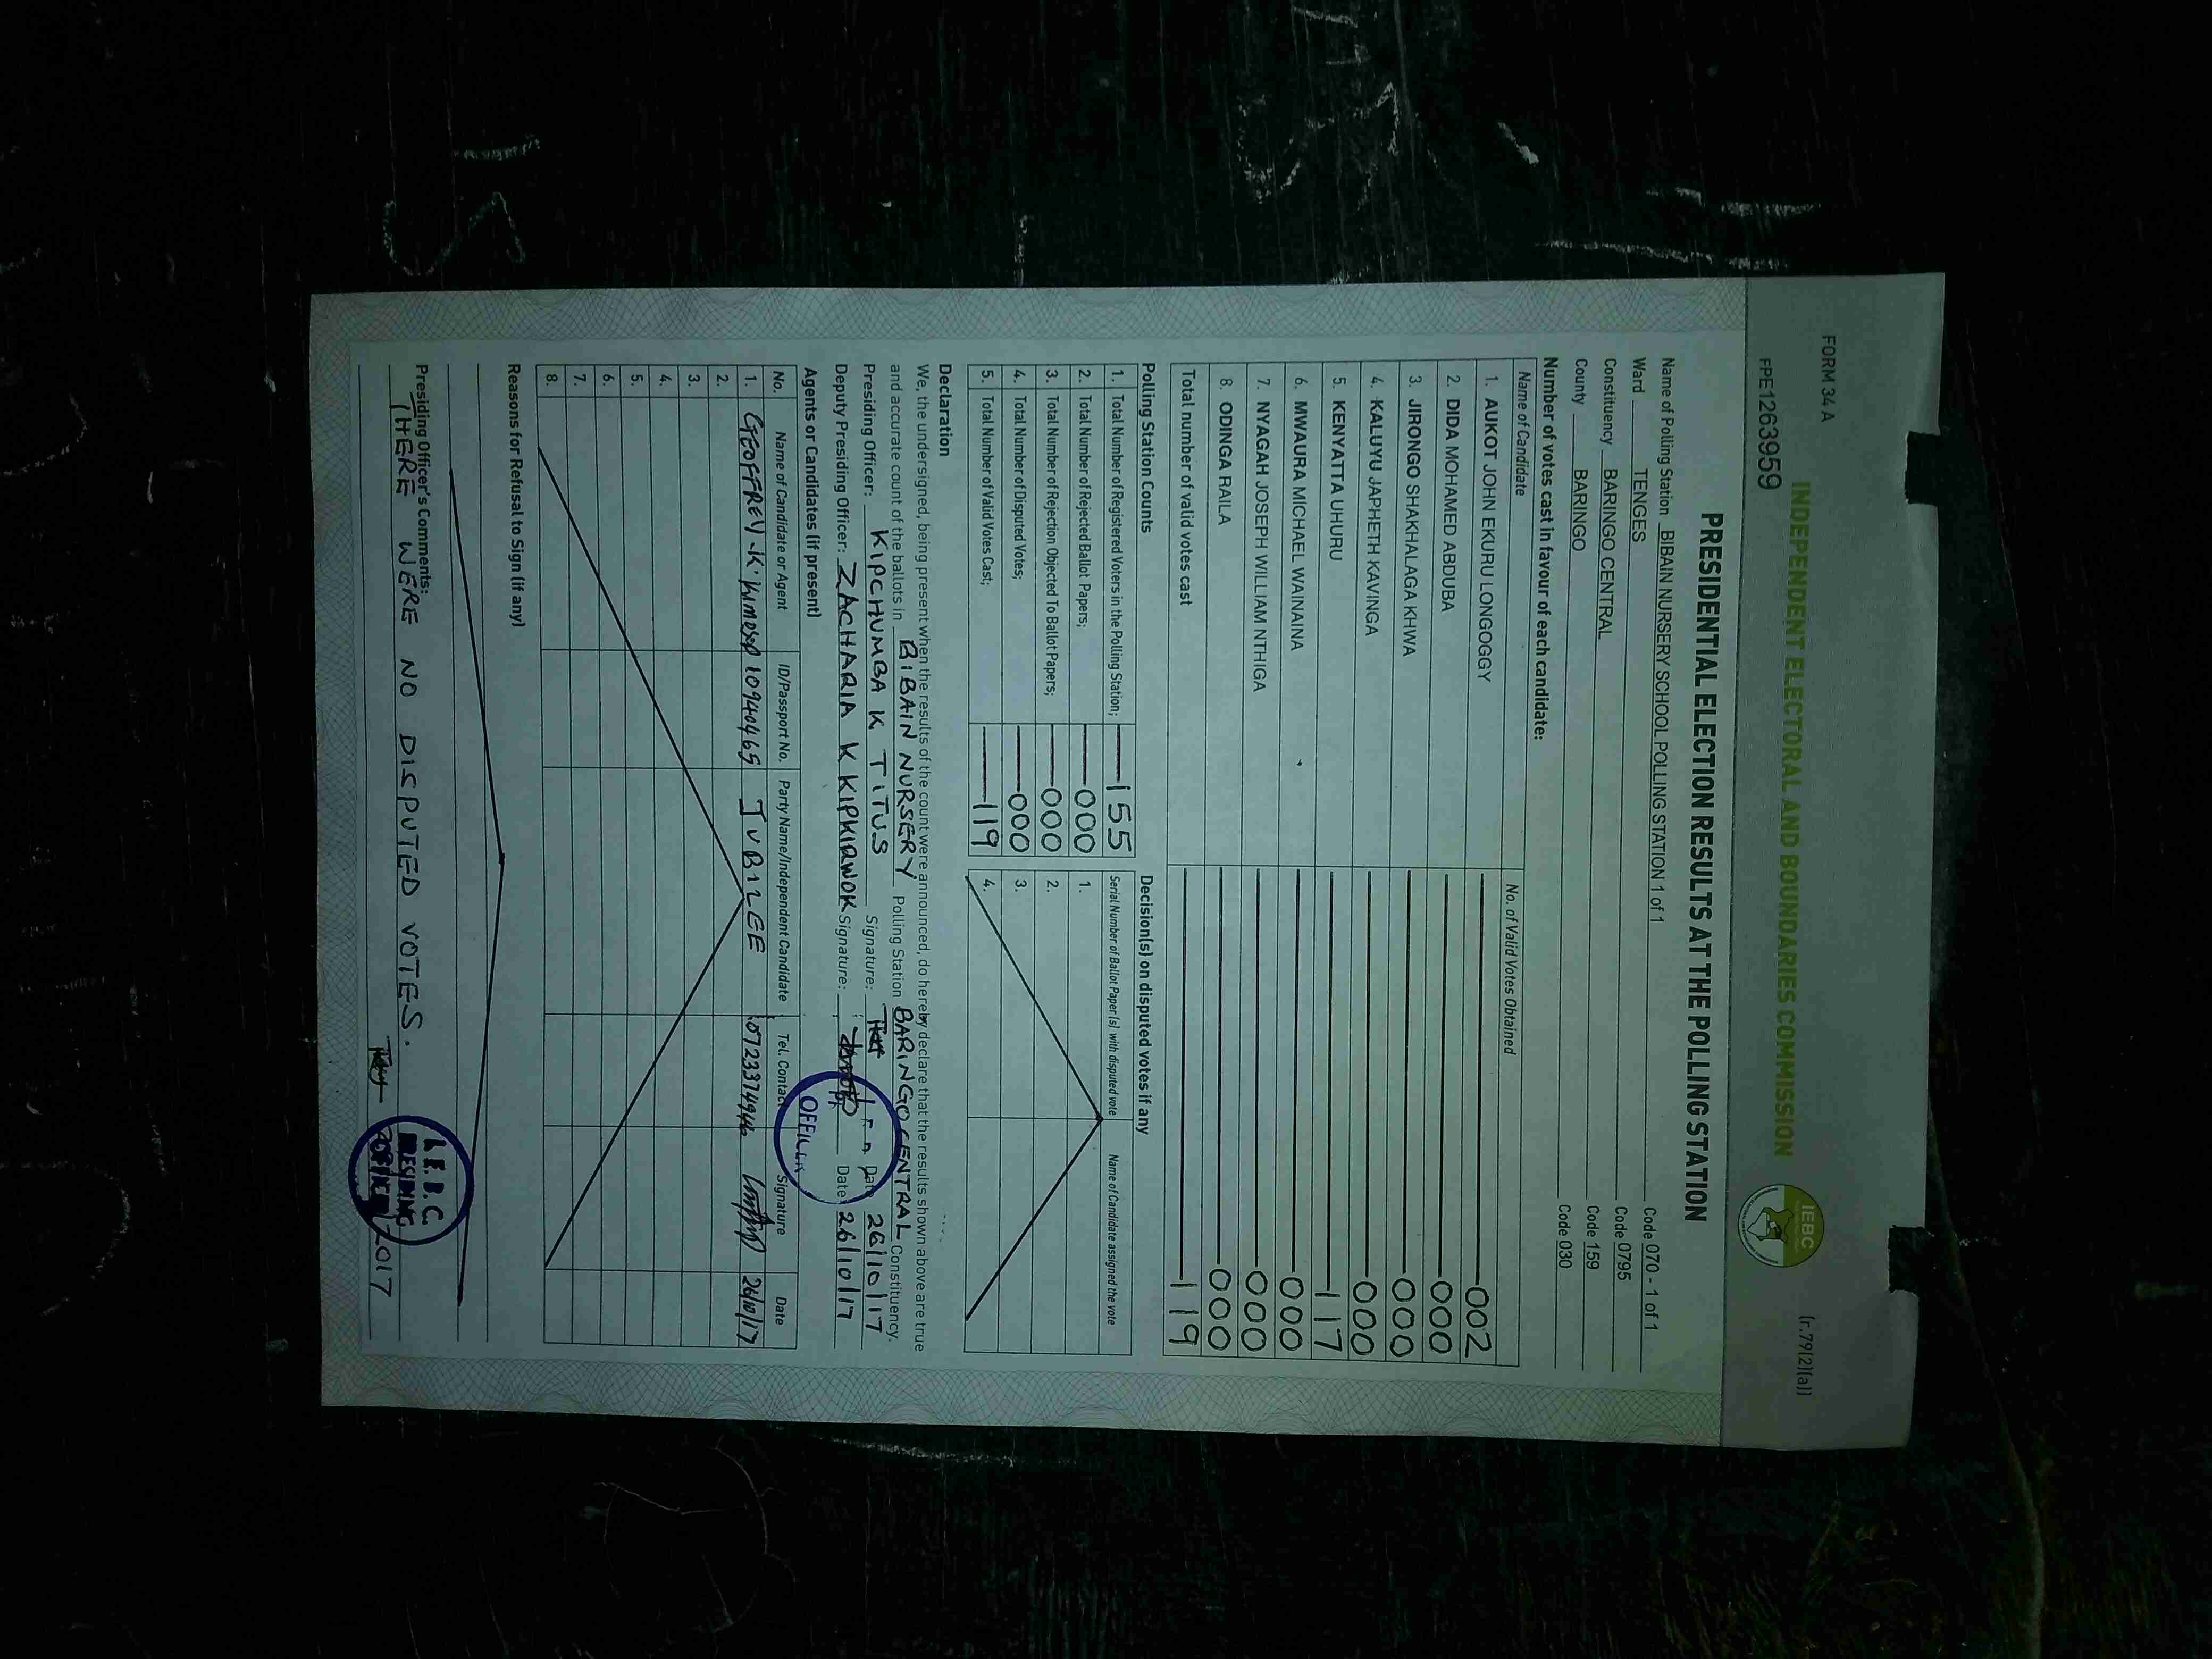 FORM 34 A
(r.79(2)(a))
INDEPENDENT ELECTORAL AND BOUNDARIES COMMISSION
IEBC
FPE1263959
PRESIDENTIAL ELECTION RESULTS AT THE POLLING STATION
Name of Polling Station BIBAIN NURSERY SCHOOL POLLING STATION 1 of 1 Code 070 - 1 of 1
Ward TENGES Code 0795
Constituency BARINGO CENTRAL Code 159
County BARINGO Code 030
Number of votes cast in favour of each candidate:
Name of Candidate No. of Valid Votes Obtained
1. AUKOT JOHN EKURU LONGOGGY 002
2. DIDA MOHAMED ABDUBA 000
3. JIRONGO SHAKHALAGA KHWA 000
4. KALUYU JAPHETH KAVINGA 000
5. KENYATTA UHURU 117
6. MWAURA MICHAEL WAINAINA 000
7. NYAGAH JOSEPH WILLIAM NTHIGA 000
8. ODINGA RAILA 000
Total number of valid votes cast 119
Polling Station Counts
1. Total Number of Registered Voters in the Polling Station; 155
2. Total Number of Rejected Ballot Papers; 000
3. Total Number of Rejection Objected To Ballot Papers; 000
4. Total Number of Disputed Votes; 000
5. Total Number of Valid Votes Cast; 119
Decision(s) on disputed votes if any
Serial Number of Ballot Paper(s) with disputed vote Name of Candidate assigned the vote
1.
2.
3.
4.
Declaration
We, the undersigned, being present when the results of the count were announced, do hereby declare that the results shown above are true
and accurate count of the ballots in BIBAIN NURSERY Polling Station BARINGO CENTRAL Constituency.
Presiding Officer: KIPCHUMBA K TITUS Signature: Date 26/10/17
Deputy Presiding Officer: ZACHARIA K KIPKIRWOK Signature: Date: 26/10/17
OFFICER
Agents or Candidates (if present)
No. Name of Candidate or Agent ID/Passport No. Party Name/Independent Candidate Tel. Contact Signature Date
1. GEOFFREY K. 10940469 JUBILEE 26/10/17
2.
3.
4.
5.
6.
7.
8.
Reasons for Refusal to Sign (if any)
Presiding Officer's Comments:
THERE WERE NO DISPUTED VOTES.
I.E.B.C.
PRESIDING
2017